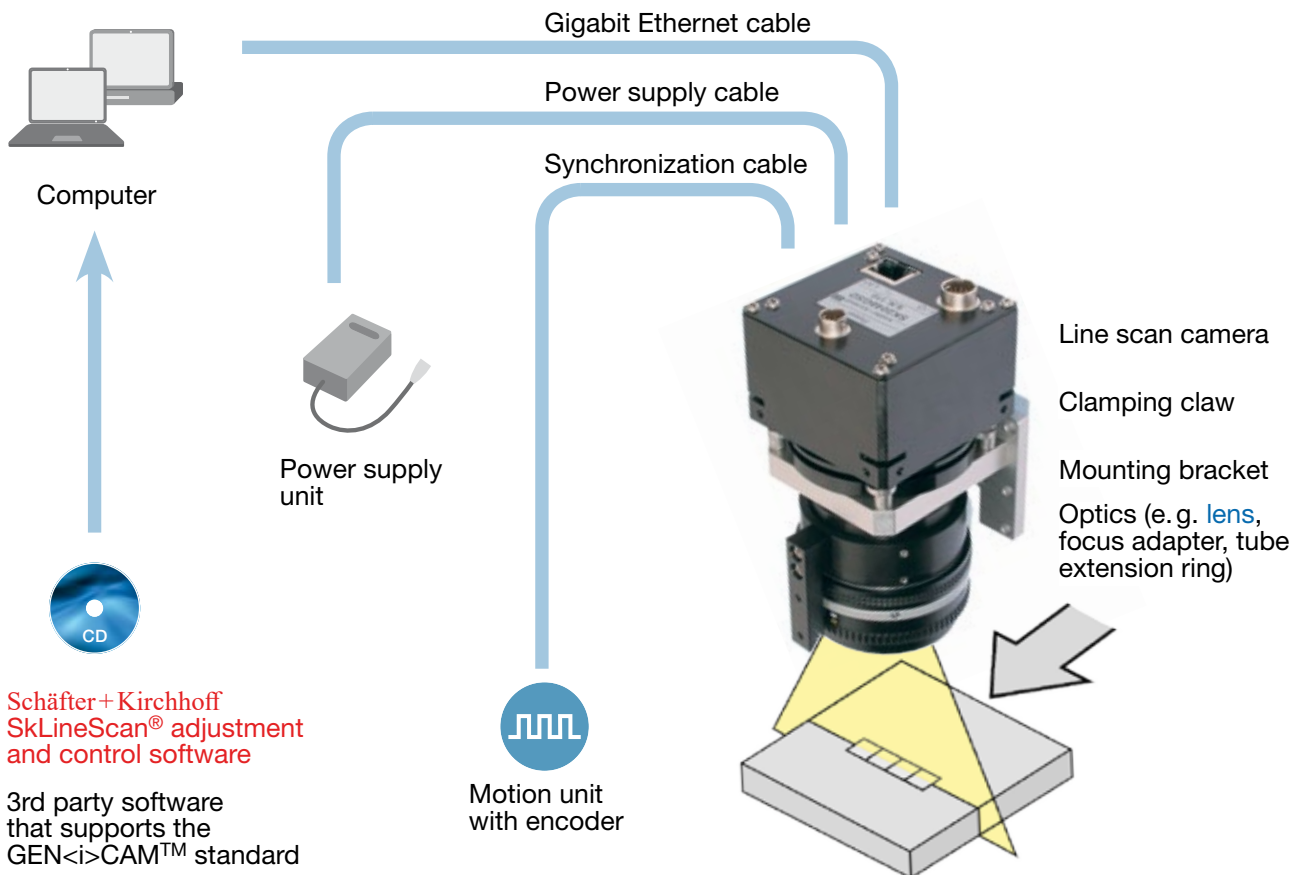 Gigabit Ethernet cable
Power supply cable
Synchronization cable
Computer
Line scan camera
Clamping claw
Mounting bracket
Optics (e. g. lens,
focus adapter, tube
extension ring)
Power supply
unit
CD
Schäfter+Kirchhoff
SkLineScan® adjustment
and control software
3rd party software
that supports the
GEN<i>CAM™ standard
Motion unit
with encoder